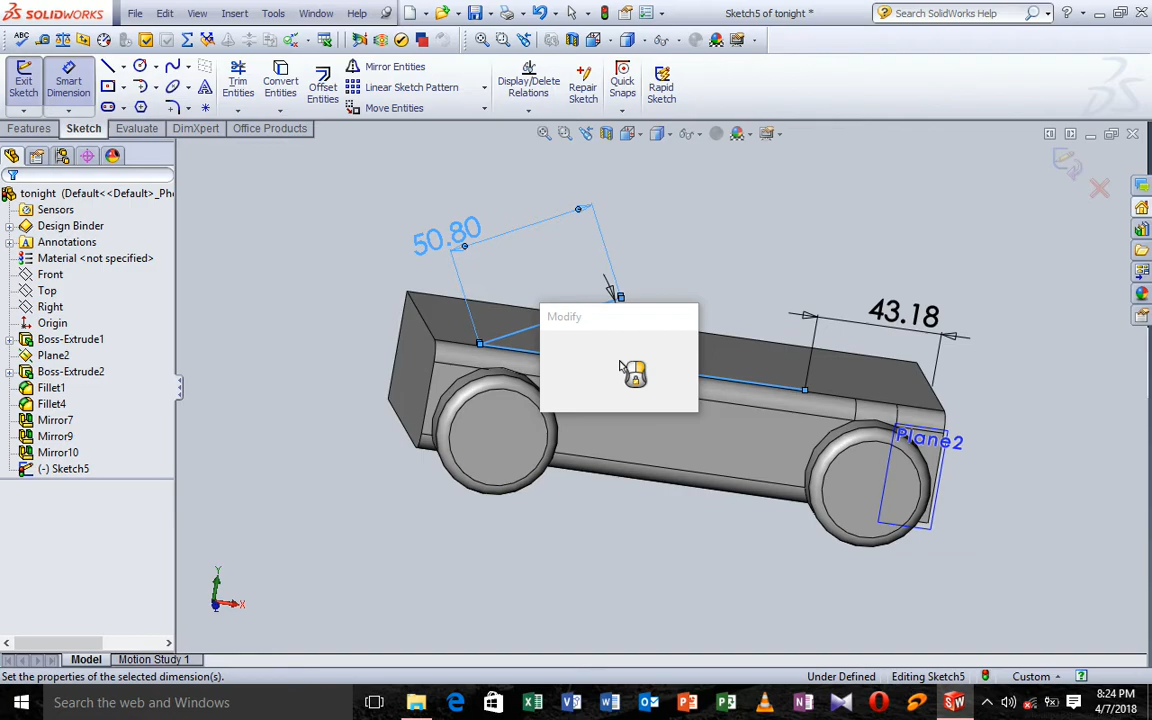 SOLIDWORKS File Edit View Insert Tools Window Help Sketch5 of tonight * Search SolidWorks Help
Exit Sketch Smart Dimension Trim Entities Convert Entities Offset Entities Mirror Entities Linear Sketch Pattern Move Entities Display/Delete Relations Repair Sketch Quick Snaps Rapid Sketch
Features Sketch Evaluate DimXpert Office Products
tonight (Default<<Default>_Pho
Sensors
Design Binder
Annotations
Material <not specified>
Front
Top
Right
Origin
Boss-Extrude1
Plane2
Boss-Extrude2
Fillet1
Fillet4
Mirror7
Mirror9
Mirror10
(-) Sketch5
50.80
43.18
Modify
Plane2
Y
X
Model Motion Study 1
Set the properties of the selected dimension(s). Under Defined Editing Sketch5 Custom
Search the web and Windows
8:24 PM
4/7/2018